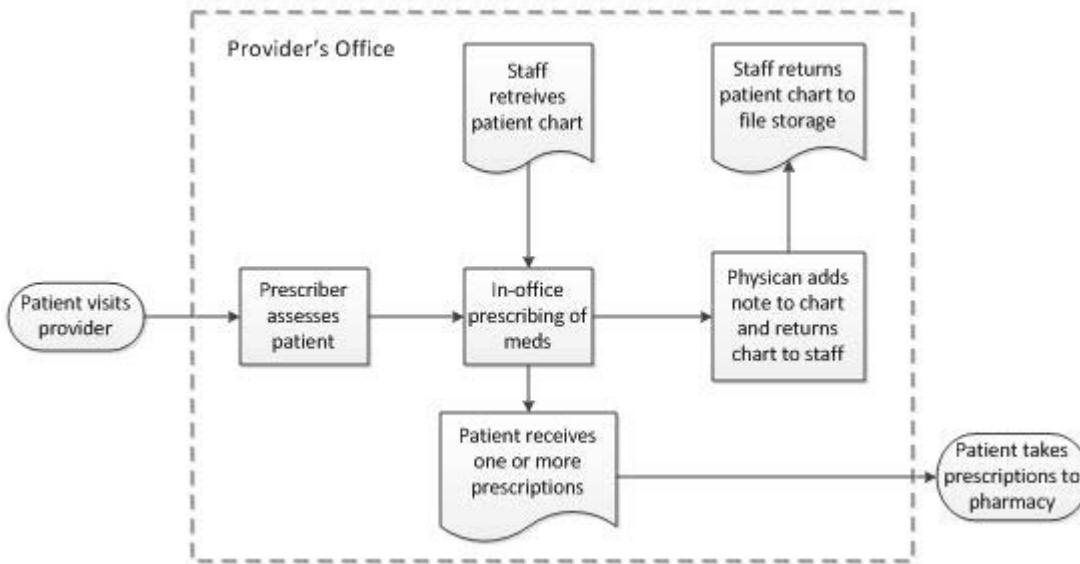 Provider's Office
Staff
retreives
patient chart
Staff returns
patient chart to
file storage
Patient visits
provider
Prescriber
assesses
patient
In-office
prescribing of
meds
Physican adds
note to chart
and returns
chart to staff
Patient receives
one or more
prescriptions
Patient takes
prescriptions to
pharmacy